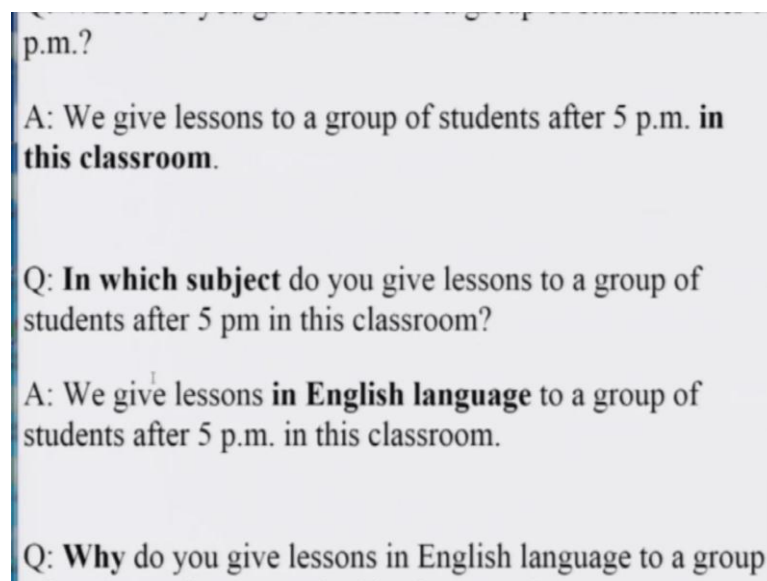 p.m.?
A: We give lessons to a group of students after 5 p.m. in
this classroom.
Q: In which subject do you give lessons to a group of
students after 5 pm in this classroom?
A: We give lessons in English language to a group of
students after 5 p.m. in this classroom.
Q: Why do you give lessons in English language to a group